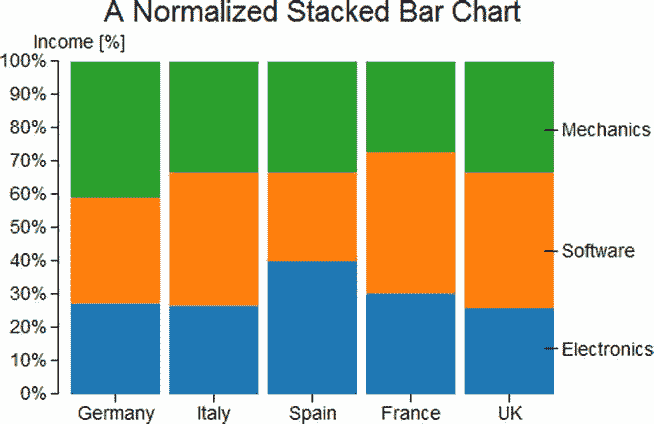 A Normalized Stacked Bar Chart
Income [%]
100%
90%
80%
70%
60%
50%
40%
30%
20%
10%
0%
Mechanics
Software
Electronics
Germany Italy Spain France UK